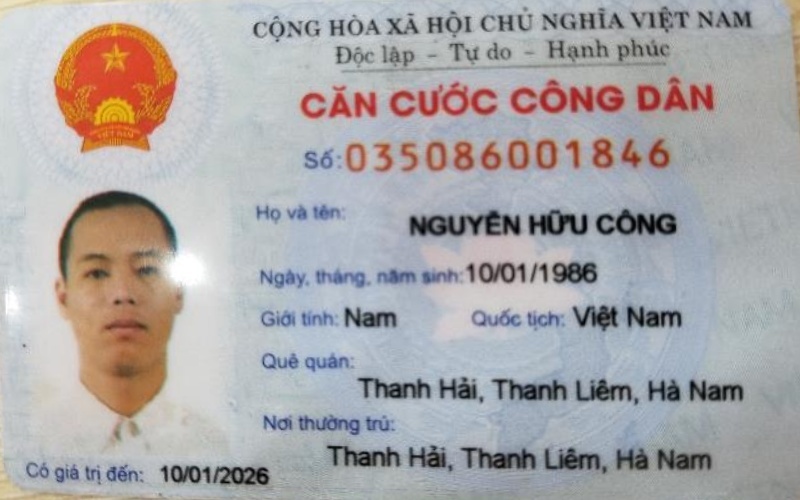 CỘNG HÒA XÃ HỘI CHỦ NGHĨA VIỆT NAM
Độc lập - Tự do - Hạnh phúc
CĂN CƯỚC CÔNG DÂN
Số: 035086001846
Họ và tên: NGUYỄN HỮU CÔNG
Ngày, tháng, năm sinh: 10/01/1986
Giới tính: Nam Quốc tịch: Việt Nam
Quê quán:
Thanh Hải, Thanh Liêm, Hà Nam
Nơi thường trú:
Thanh Hải, Thanh Liêm, Hà Nam
Có giá trị đến: 10/01/2026